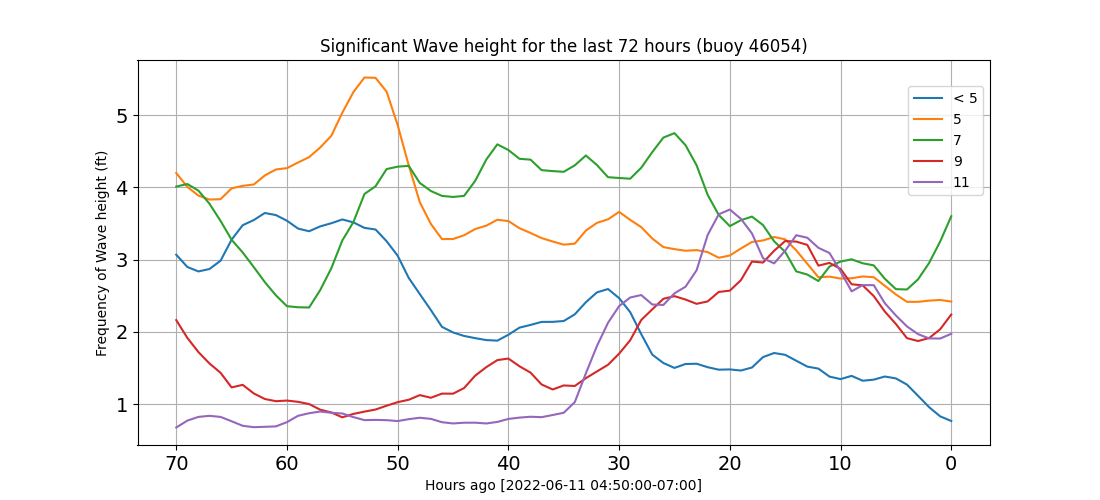 Significant Wave height for the last 72 hours (buoy 46054)
Frequency of Wave height (ft)
5
4
3
2
1
< 5
5
7
9
11
70 60 50 40 30 20 10 0
Hours ago [2022-06-11 04:50:00-07:00]